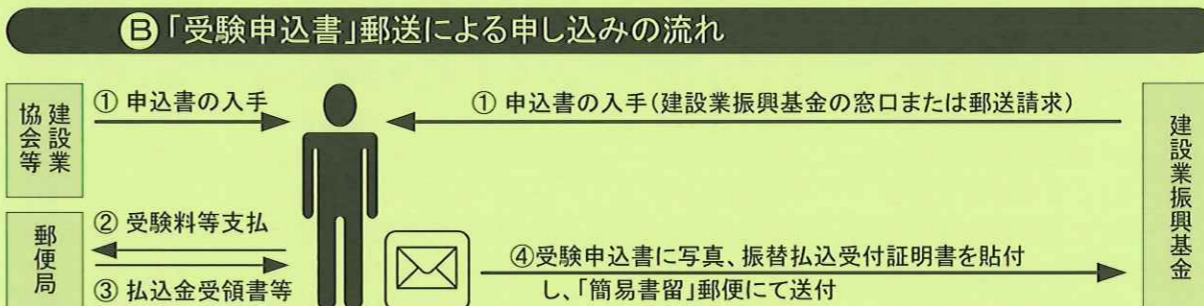 Ⓑ「受験申込書」郵送による申し込みの流れ
建設業
協会等
① 申込書の入手
① 申込書の入手(建設業振興基金の窓口または郵送請求)
建設業振興基金
郵便局
② 受験料等支払
③ 払込金受領書等
④受験申込書に写真、振替払込受付証明書を貼付
し、「簡易書留」郵便にて送付